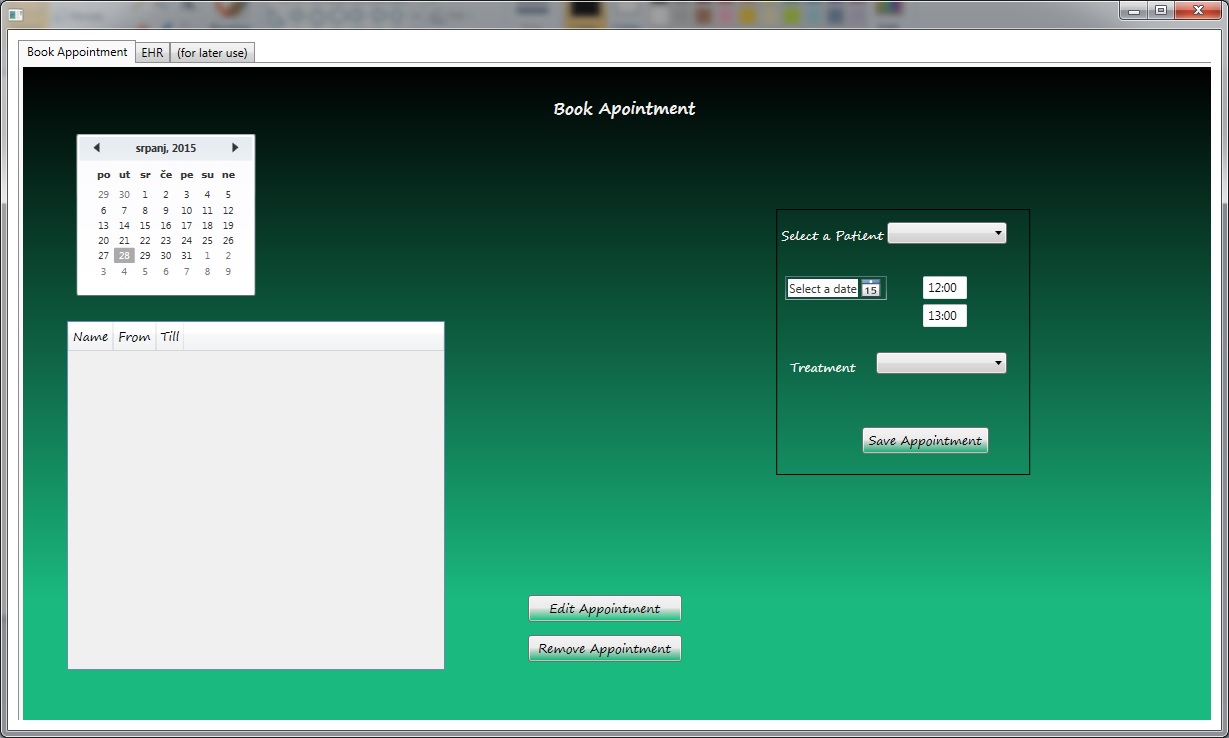 Book Appointment EHR (for later use)
Book Apointment
srpanj, 2015
po ut sr če pe su ne
29 30 1 2 3 4 5
6 7 8 9 10 11 12
13 14 15 16 17 18 19
20 21 22 23 24 25 26
27 28 29 30 31 1 2
3 4 5 6 7 8 9
Name From Till
Select a Patient
Select a date 15 12:00
13:00
Treatment
Save Appointment
Edit Appointment
Remove Appointment